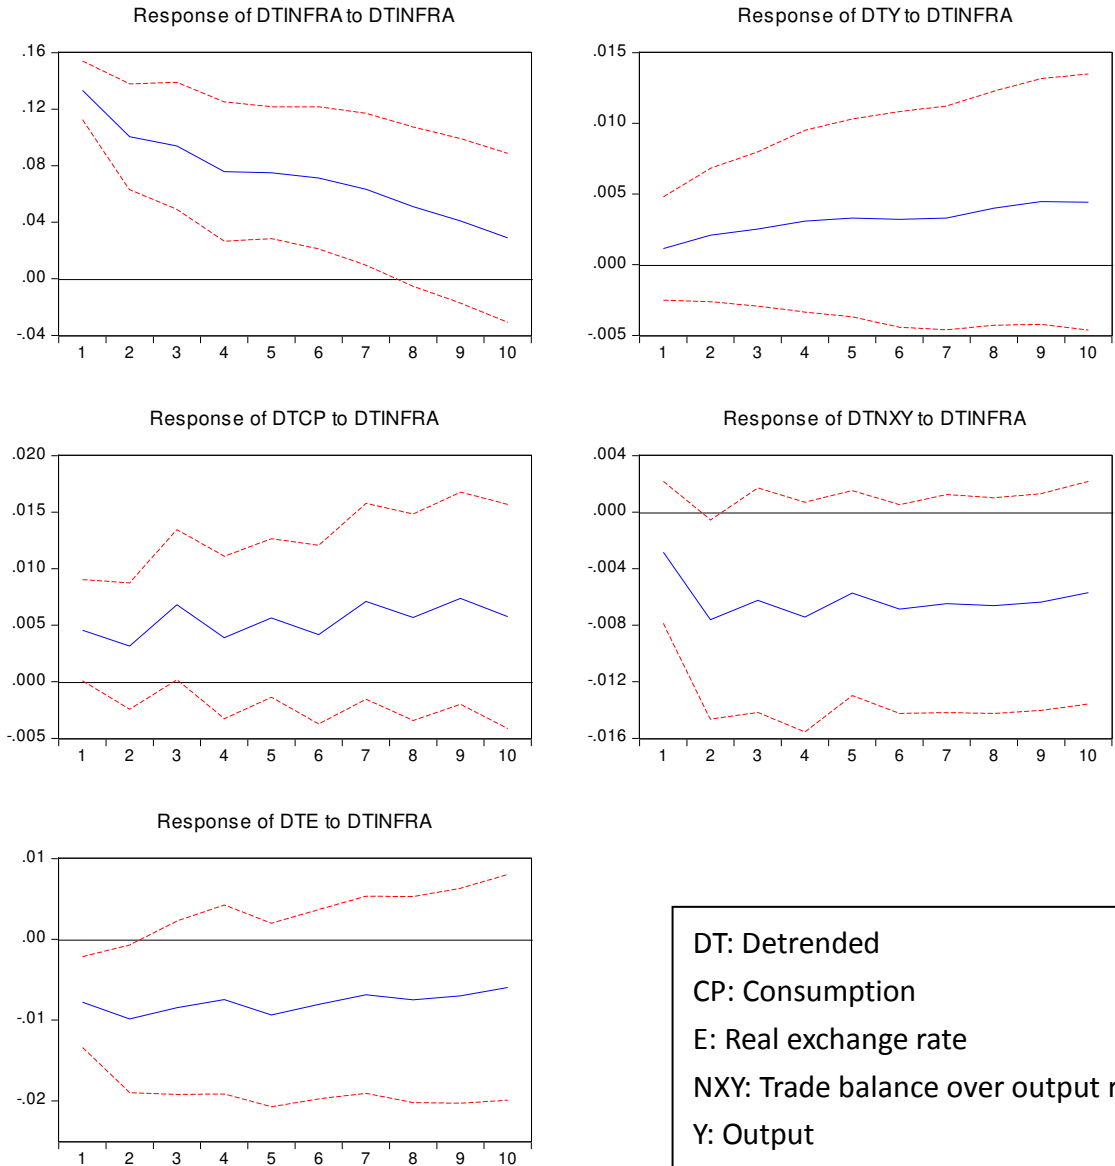 Response of DTINFRA to DTINFRA
.16
.12
.08
.04
.00
-.04
1 2 3 4 5 6 7 8 9 10
Response of DTY to DTINFRA
.015
.010
.005
.000
-.005
1 2 3 4 5 6 7 8 9 10
Response of DTCP to DTINFRA
.020
.015
.010
.005
.000
-.005
1 2 3 4 5 6 7 8 9 10
Response of DTNXY to DTINFRA
.004
.000
-.004
-.008
-.012
-.016
1 2 3 4 5 6 7 8 9 10
Response of DTE to DTINFRA
.01
.00
-.01
-.02
1 2 3 4 5 6 7 8 9 10
DT: Detrended
CP: Consumption
E: Real exchange rate
NXY: Trade balance over output
Y: Output